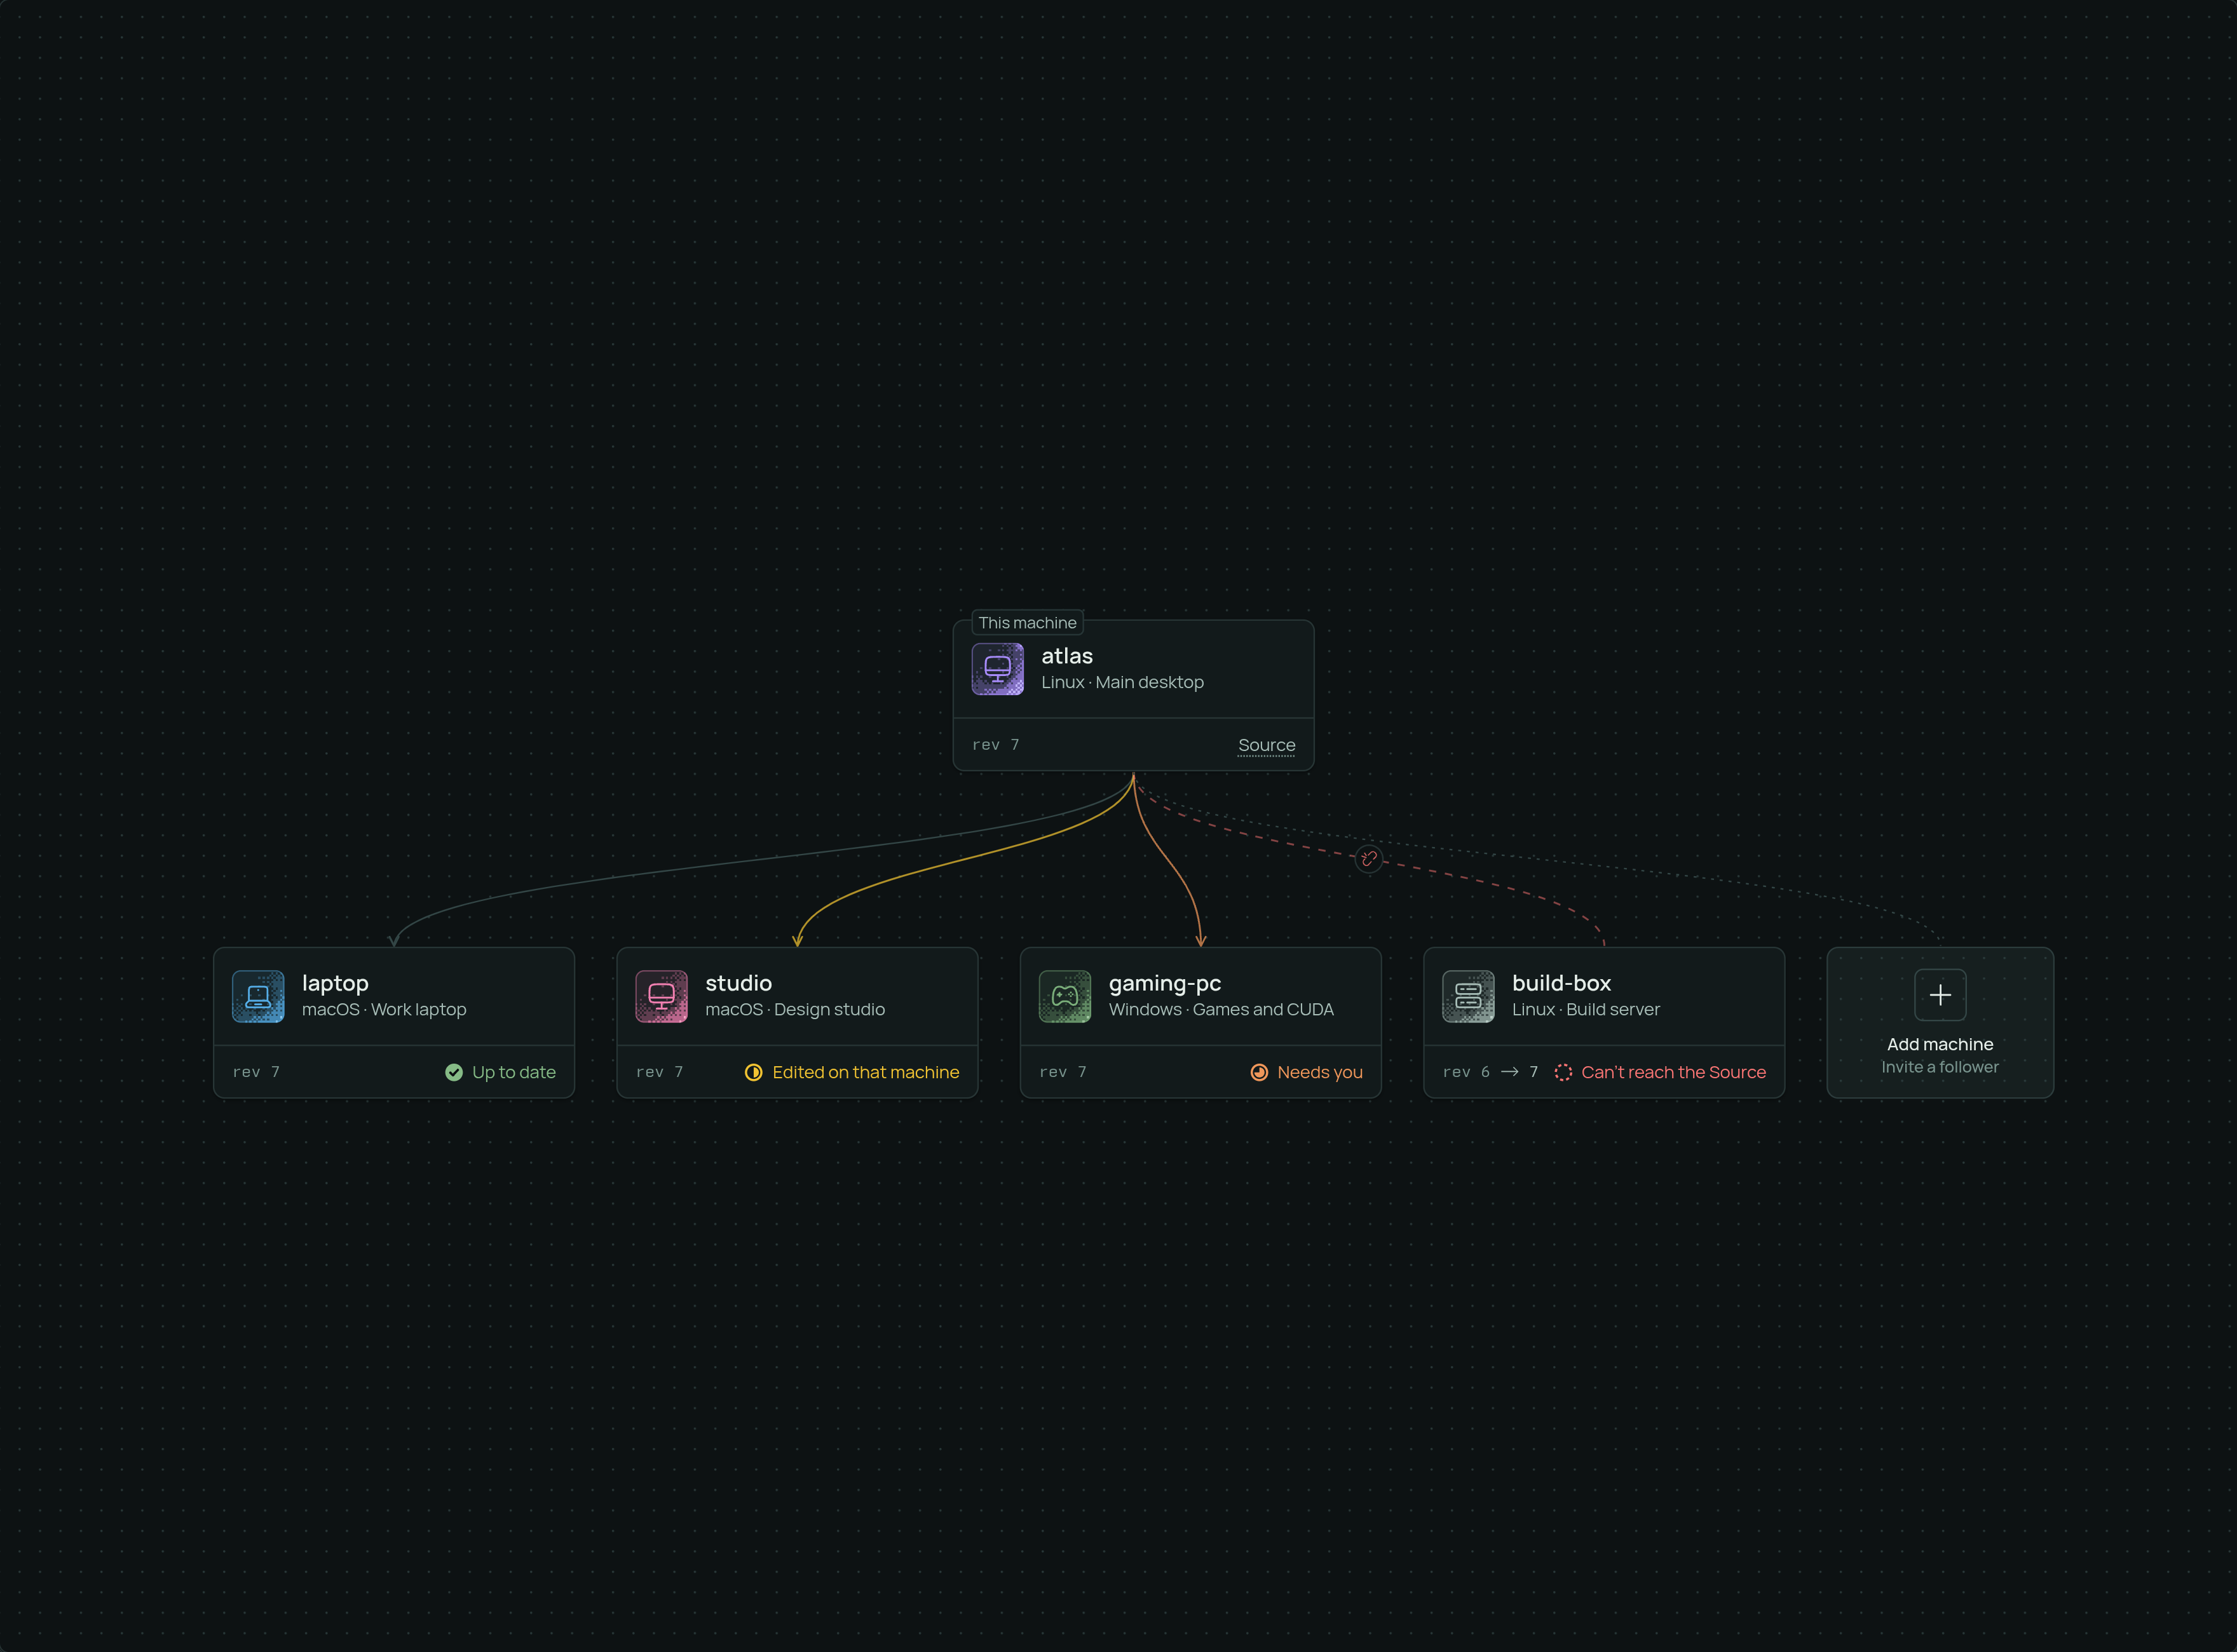 This machine
atlas
Linux · Main desktop
rev 7
Source
laptop
macOS · Work laptop
rev 7
Up to date
studio
macOS · Design studio
rev 7
Edited on that machine
gaming-pc
Windows · Games and CUDA
rev 7
Needs you
build-box
Linux · Build server
rev 6 → 7
Can't reach the Source
Add machine
Invite a follower